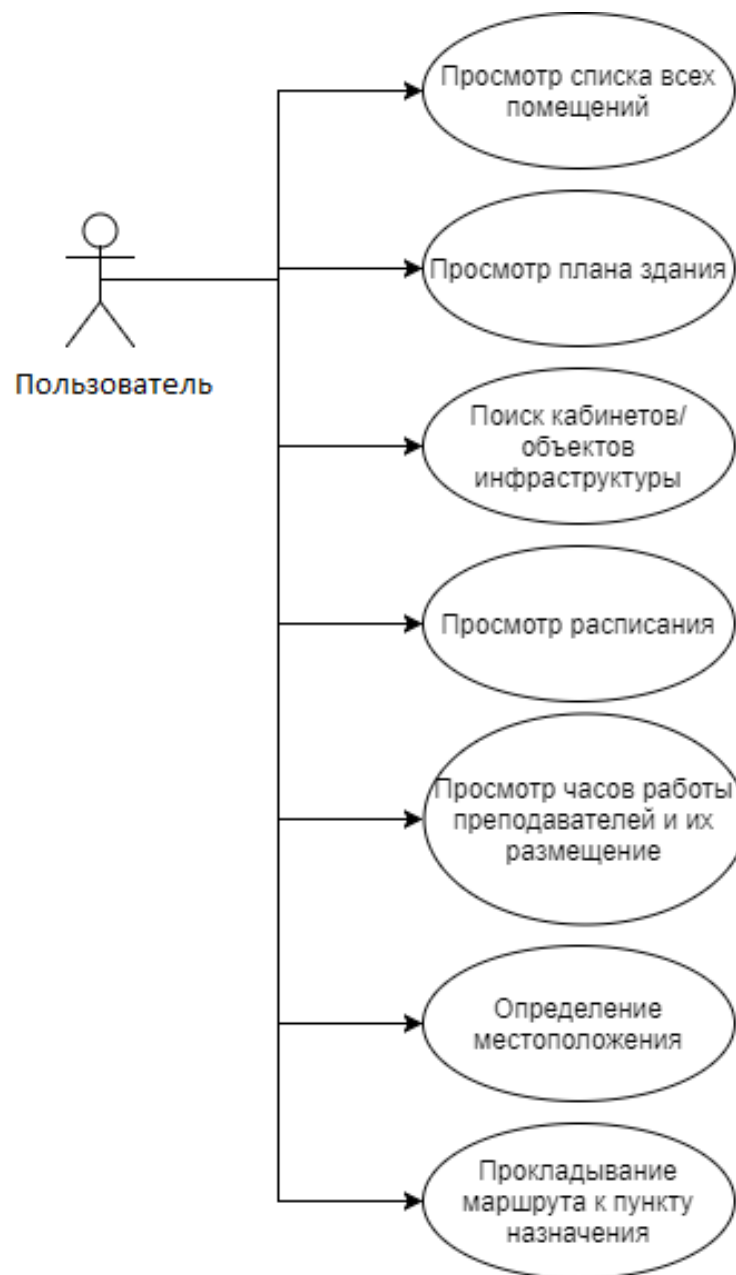 Просмотр списка всех
помещений
Просмотр плана здания
Пользователь
Поиск кабинетов/
объектов
инфраструктуры
Просмотр расписания
Просмотр часов работы
преподавателей и их
размещение
Определение
местоположения
Прокладывание
маршрута к пункту
назначения